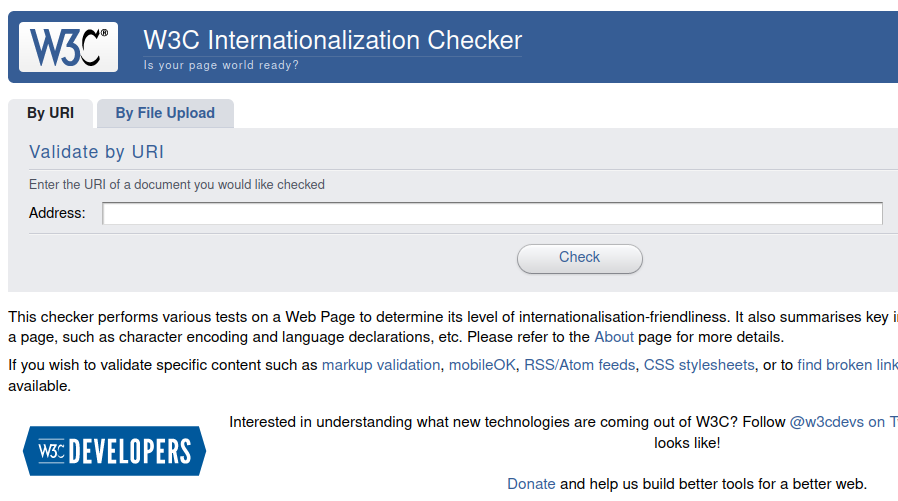 W3C®
W3C Internationalization Checker
Is your page world ready?
By URI
By File Upload
Validate by URI
Enter the URI of a document you would like checked
Address:
Check
This checker performs various tests on a Web Page to determine its level of internationalisation-friendliness. It also summarises key
a page, such as character encoding and language declarations, etc. Please refer to the About page for more details.
If you wish to validate specific content such as markup validation, mobileOK, RSS/Atom feeds, CSS stylesheets, or to find broken link
available.
W3C DEVELOPERS
Interested in understanding what new technologies are coming out of W3C? Follow @w3cdevs on
looks like!
Donate and help us build better tools for a better web.